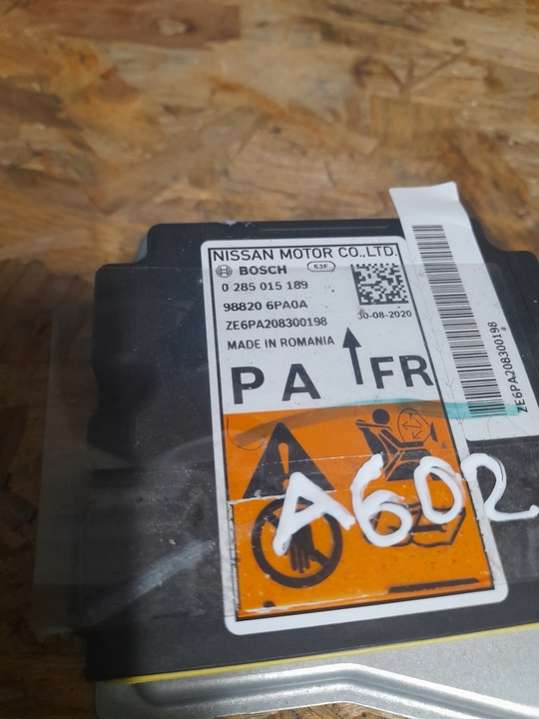 NISSAN MOTOR CO.,LTD.
BOSCH
0 285 015 189
98820 6PA0A
30-08-2020
ZE6PA208300198
MADE IN ROMANIA
PA FR
ZE6PA208300198
A602